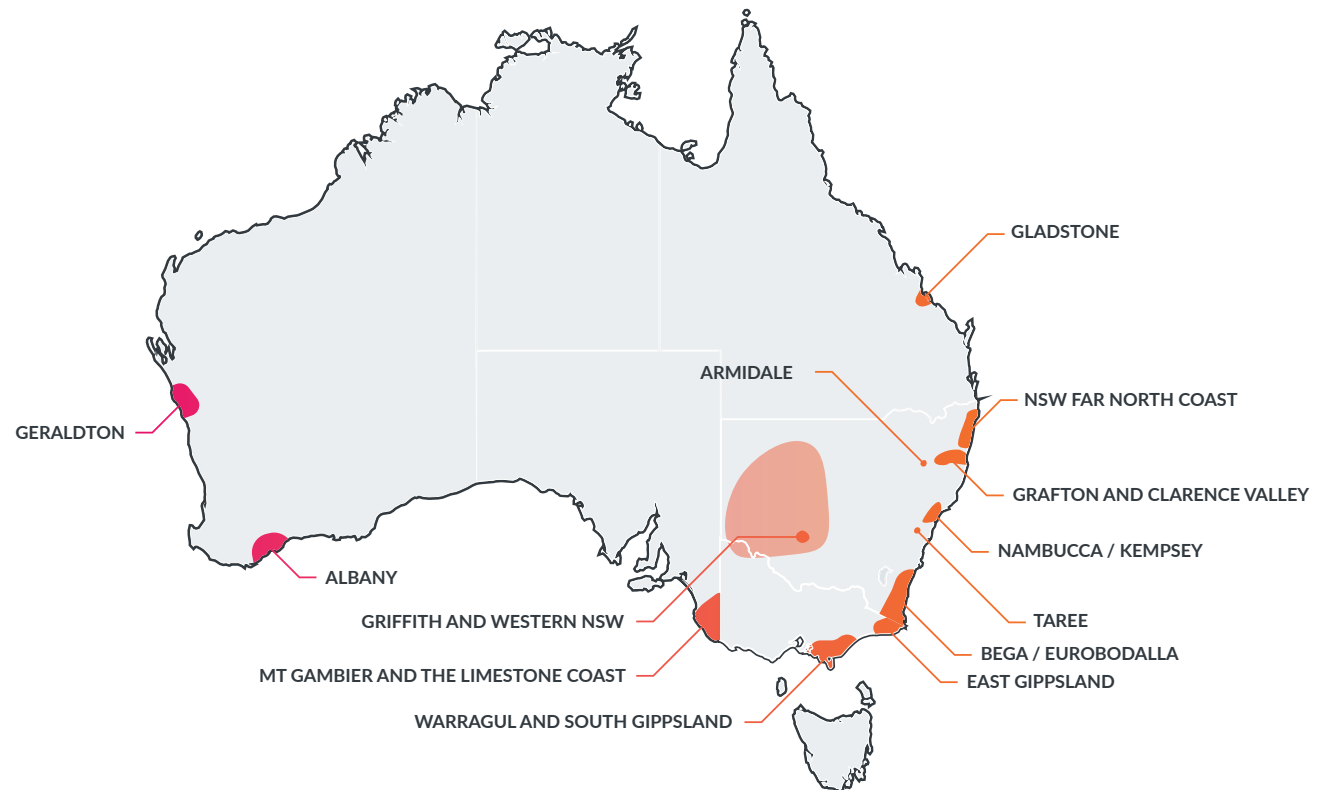 GLADSTONE
ARMIDALE
NSW FAR NORTH COAST
GERALDTON
GRAFTON AND CLARENCE VALLEY
NAMBUCCA / KEMPSEY
ALBANY
GRIFFITH AND WESTERN NSW
TAREE
BEGA / EUROBODALLA
MT GAMBIER AND THE LIMESTONE COAST
EAST GIPPSLAND
WARRAGUL AND SOUTH GIPPSLAND